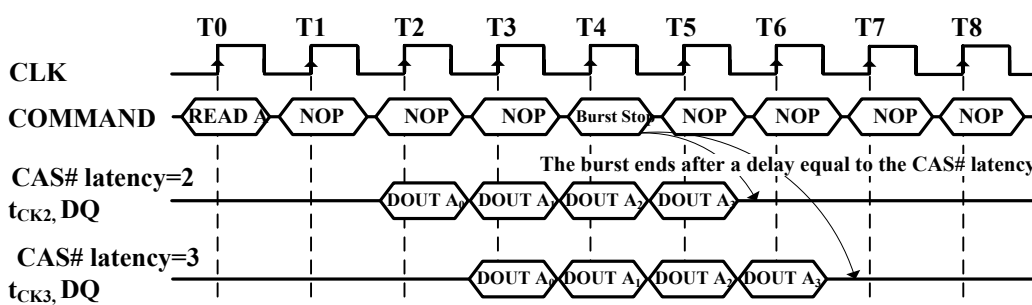 T0 T1 T2 T3 T4 T5 T6 T7 T8
CLK
COMMAND READ A NOP NOP NOP Burst Stop NOP NOP NOP NOP
The burst ends after a delay equal to the CAS# latency
CAS# latency=2
tCK2, DQ DOUT A0 DOUT A1 DOUT A2 DOUT A3
CAS# latency=3
tCK3, DQ DOUT A0 DOUT A1 DOUT A2 DOUT A3